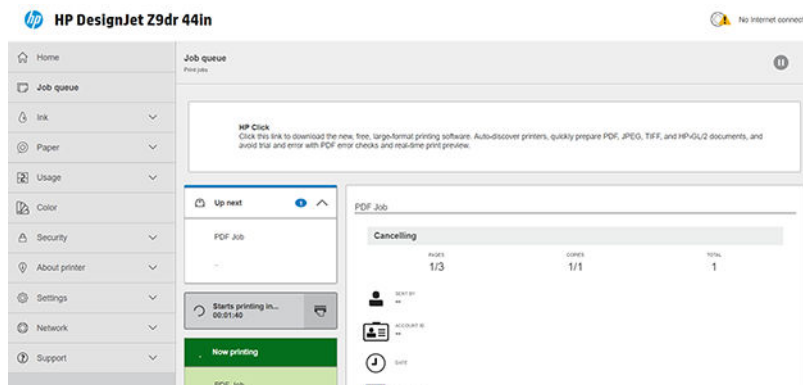 hp HP DesignJet Z9dr 44in
No Internet connect
Home
Job queue
Ink
Paper
Usage
Color
Security
About printer
Settings
Network
Support
Job queue
Print jobs
HP Click
Click this link to download the new, free, large-format printing software. Auto-discover printers, quickly prepare PDF, JPEG, TIFF, and HP-GL/2 documents, and
avoid trial and error with PDF error checks and real-time print preview.
Up next 1
PDF Job
--
Starts printing in...
00:01:40
Now printing
PDF Job
PDF Job
Cancelling
PAGES COPIES TOTAL
1/3 1/1 1
SENT BY
--
ACCOUNT ID
--
DATE